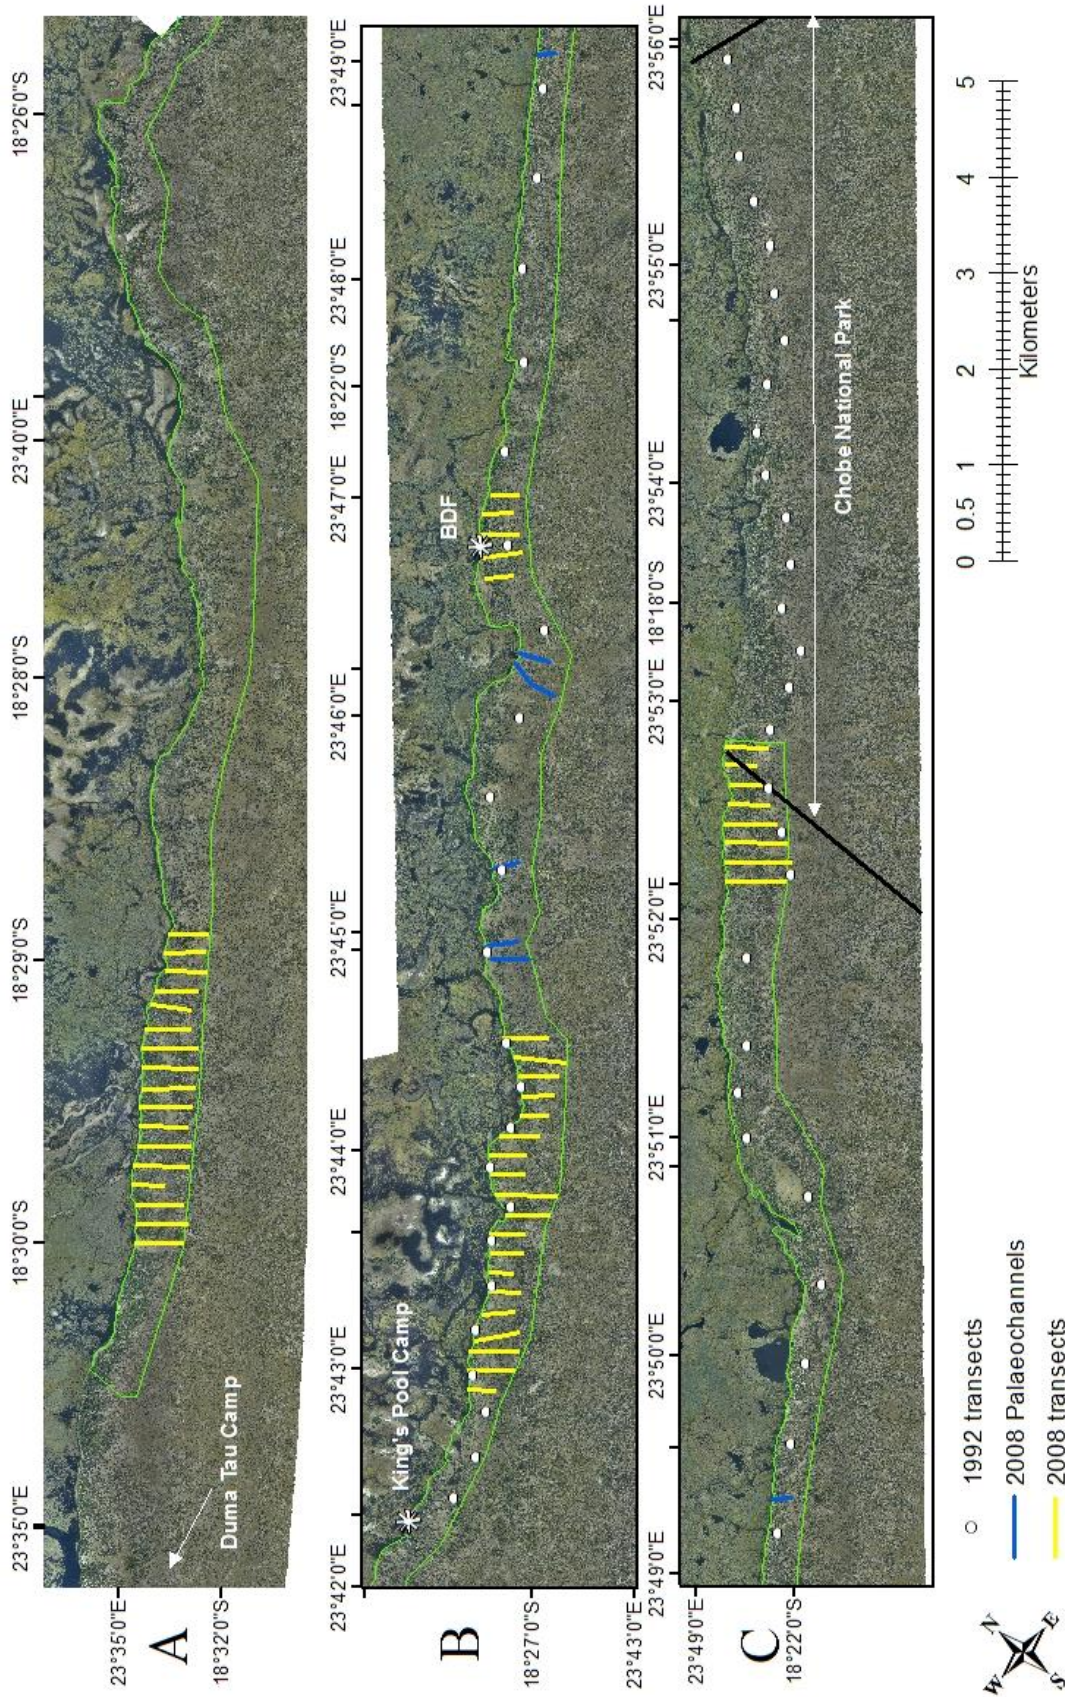 A
23°35'0"E
18°30'0"S
18°29'0"S
18°28'0"S
23°40'0"E
18°26'0"S
23°35'0"E
18°32'0"S
Duma Tau Camp
B
23°42'0"E
23°43'0"E
23°44'0"E
23°45'0"E
23°46'0"E
23°47'0"E
18°22'0"S
23°48'0"E
23°49'0"E
18°27'0"S
23°43'0"E
King's Pool Camp
BDF
C
23°49'0"E
23°50'0"E
23°51'0"E
23°52'0"E
23°53'0"E
18°18'0"S
23°54'0"E
23°55'0"E
23°56'0"E
23°49'0"E
18°22'0"S
Chobe National Park
W N
S E
1992 transects
2008 Palaeochannels
2008 transects
0 0.5 1 2 3 4 5
Kilometers